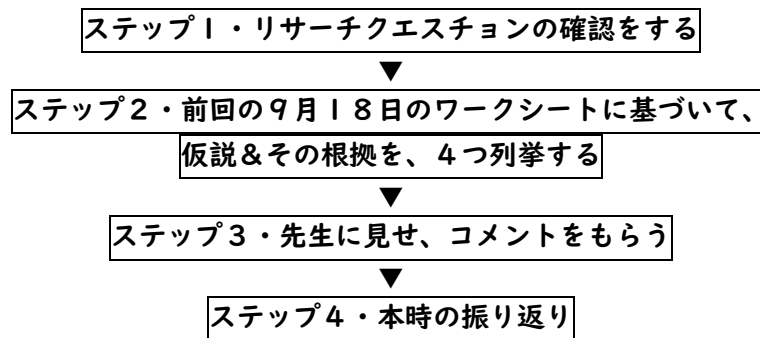 ステップ１・リサーチクエスチョンの確認をする
▼
ステップ２・前回の９月１８日のワークシートに基づいて、
仮説＆その根拠を、４つ列挙する
▼
ステップ３・先生に見せ、コメントをもらう
▼
ステップ４・本時の振り返り